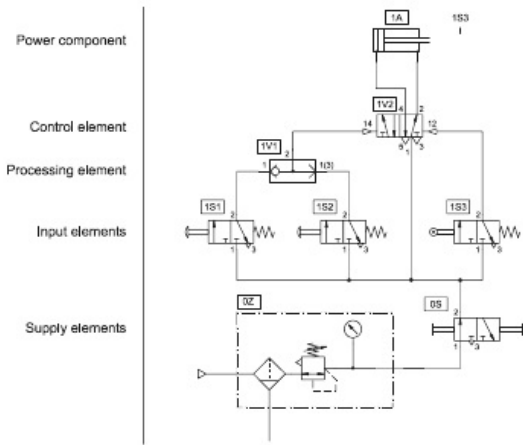 Power component
1A
1S3
Control element
1V2
14
4
2
12
5
1
3
Processing element
1V1
2
1
1(3)
Input elements
1S1
2
1
3
1S2
2
1
3
1S3
2
1
3
Supply elements
0Z
0S
2
1
3